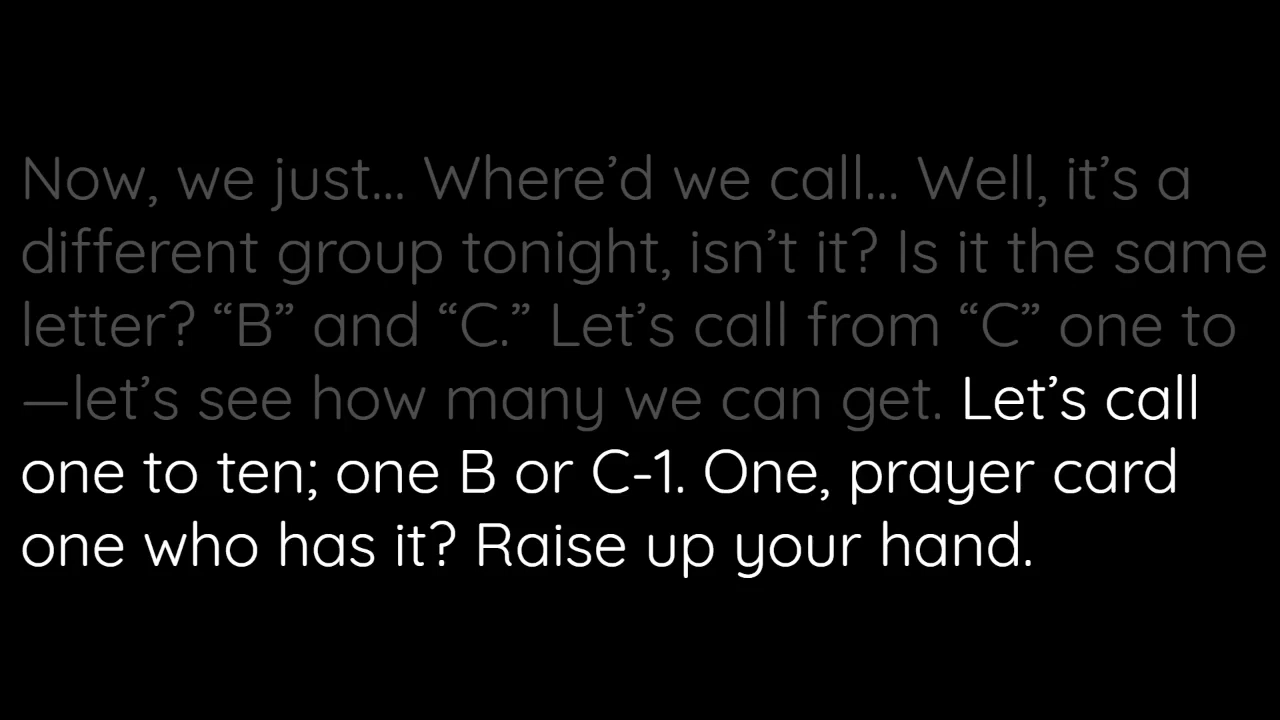 Now, we just... Where’d we call... Well, it’s a
different group tonight, isn’t it? Is it the same
letter? “B” and “C.” Let’s call from “C” one to
—let’s see how many we can get. Let’s call
one to ten; one B or C-1. One, prayer card
one who has it? Raise up your hand.